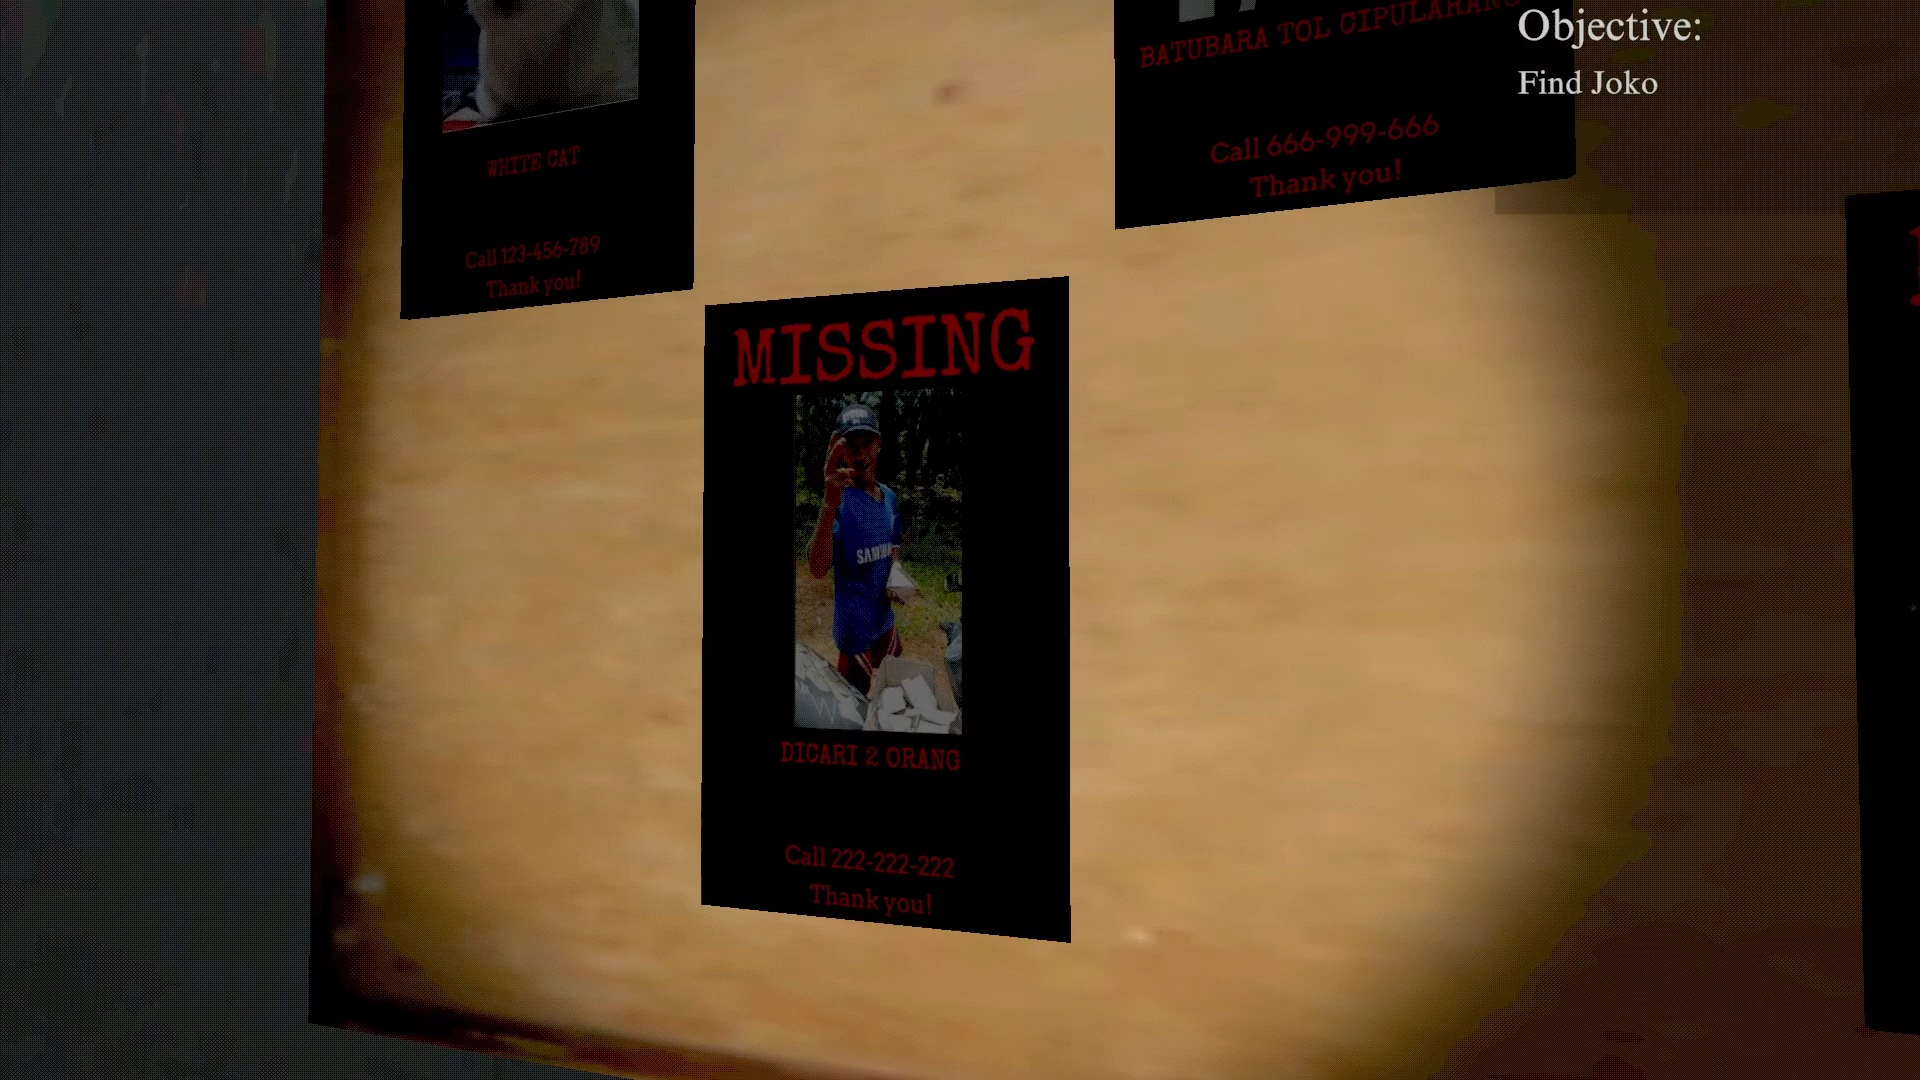 Objective:
Find Joko
BATUBARA TOL CIPULARANG
Call 666-999-666
Thank you!
WHITE CAT
Call 123-456-789
Thank you!
MISSING
SAMSUNG
DICARI 2 ORANG
Call 222-222-222
Thank you!